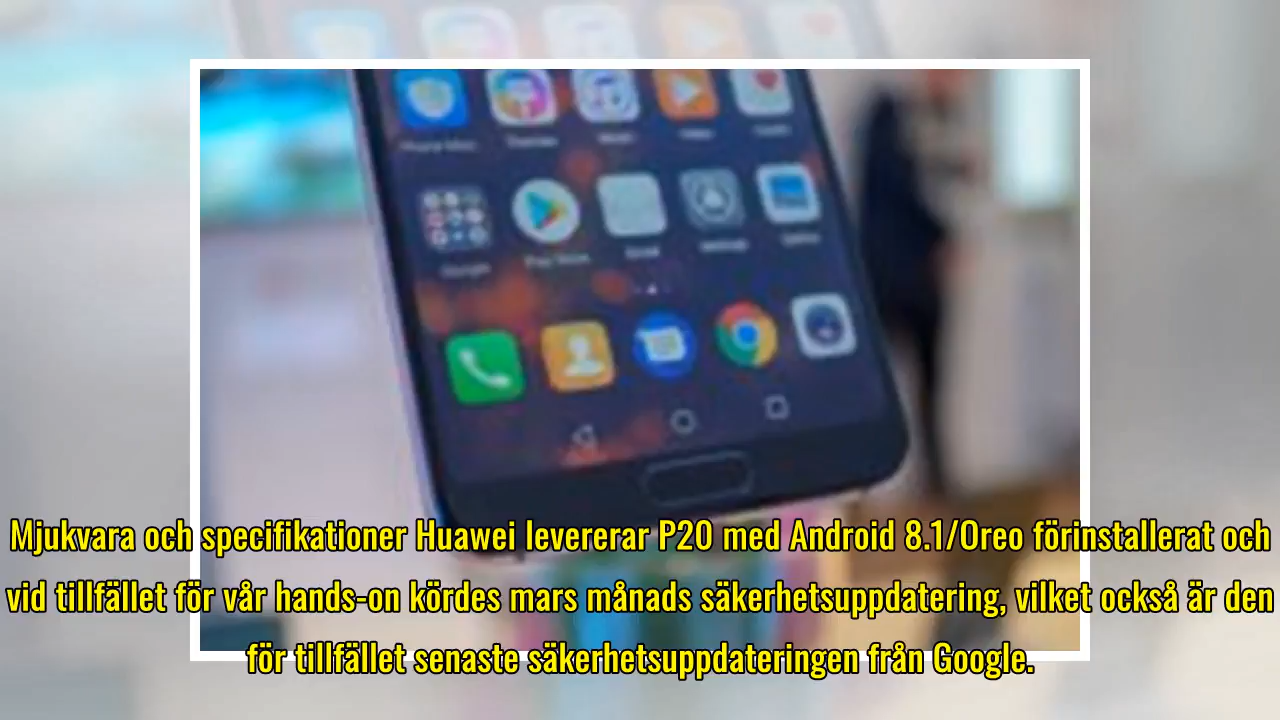 Mjukvara och specifikationer Huawei levererar P20 med Android 8.1/Oreo förinstallerat och
vid tillfället för vår hands-on kördes mars månads säkerhetsuppdatering, vilket också är den
för tillfället senaste säkerhetsuppdateringen från Google.